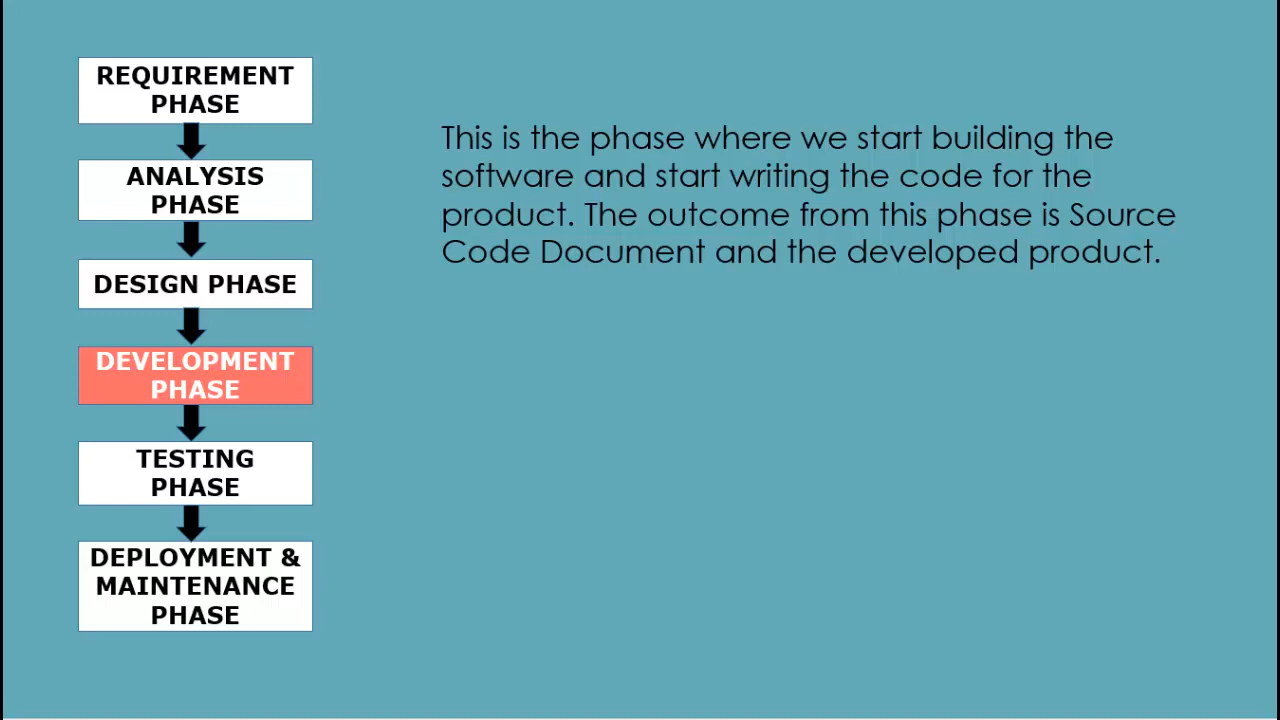 REQUIREMENT
PHASE
ANALYSIS
PHASE
DESIGN PHASE
DEVELOPMENT
PHASE
TESTING
PHASE
DEPLOYMENT &
MAINTENANCE
PHASE
This is the phase where we start building the
software and start writing the code for the
product. The outcome from this phase is Source
Code Document and the developed product.